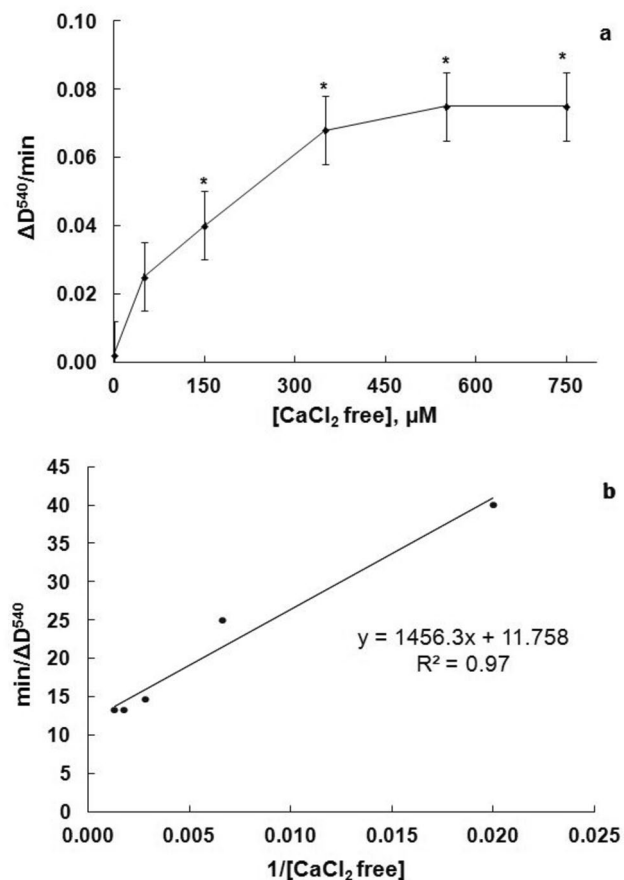 a
0.10
0.08
0.06
0.04
0.02
0.00
ΔD⁵⁴⁰/min
* * * *
0 150 300 450 600 750
[CaCl₂ free], µM
b
45
40
35
30
25
20
15
10
5
0
min/ΔD⁵⁴⁰
y = 1456.3x + 11.758
R² = 0.97
0.000 0.005 0.010 0.015 0.020 0.025
1/[CaCl₂ free]